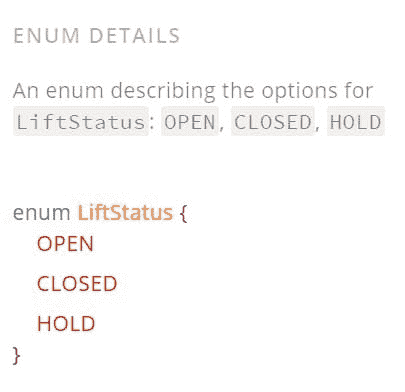 ENUM DETAILS
An enum describing the options for
LiftStatus: OPEN, CLOSED, HOLD
enum LiftStatus {
OPEN
CLOSED
HOLD
}